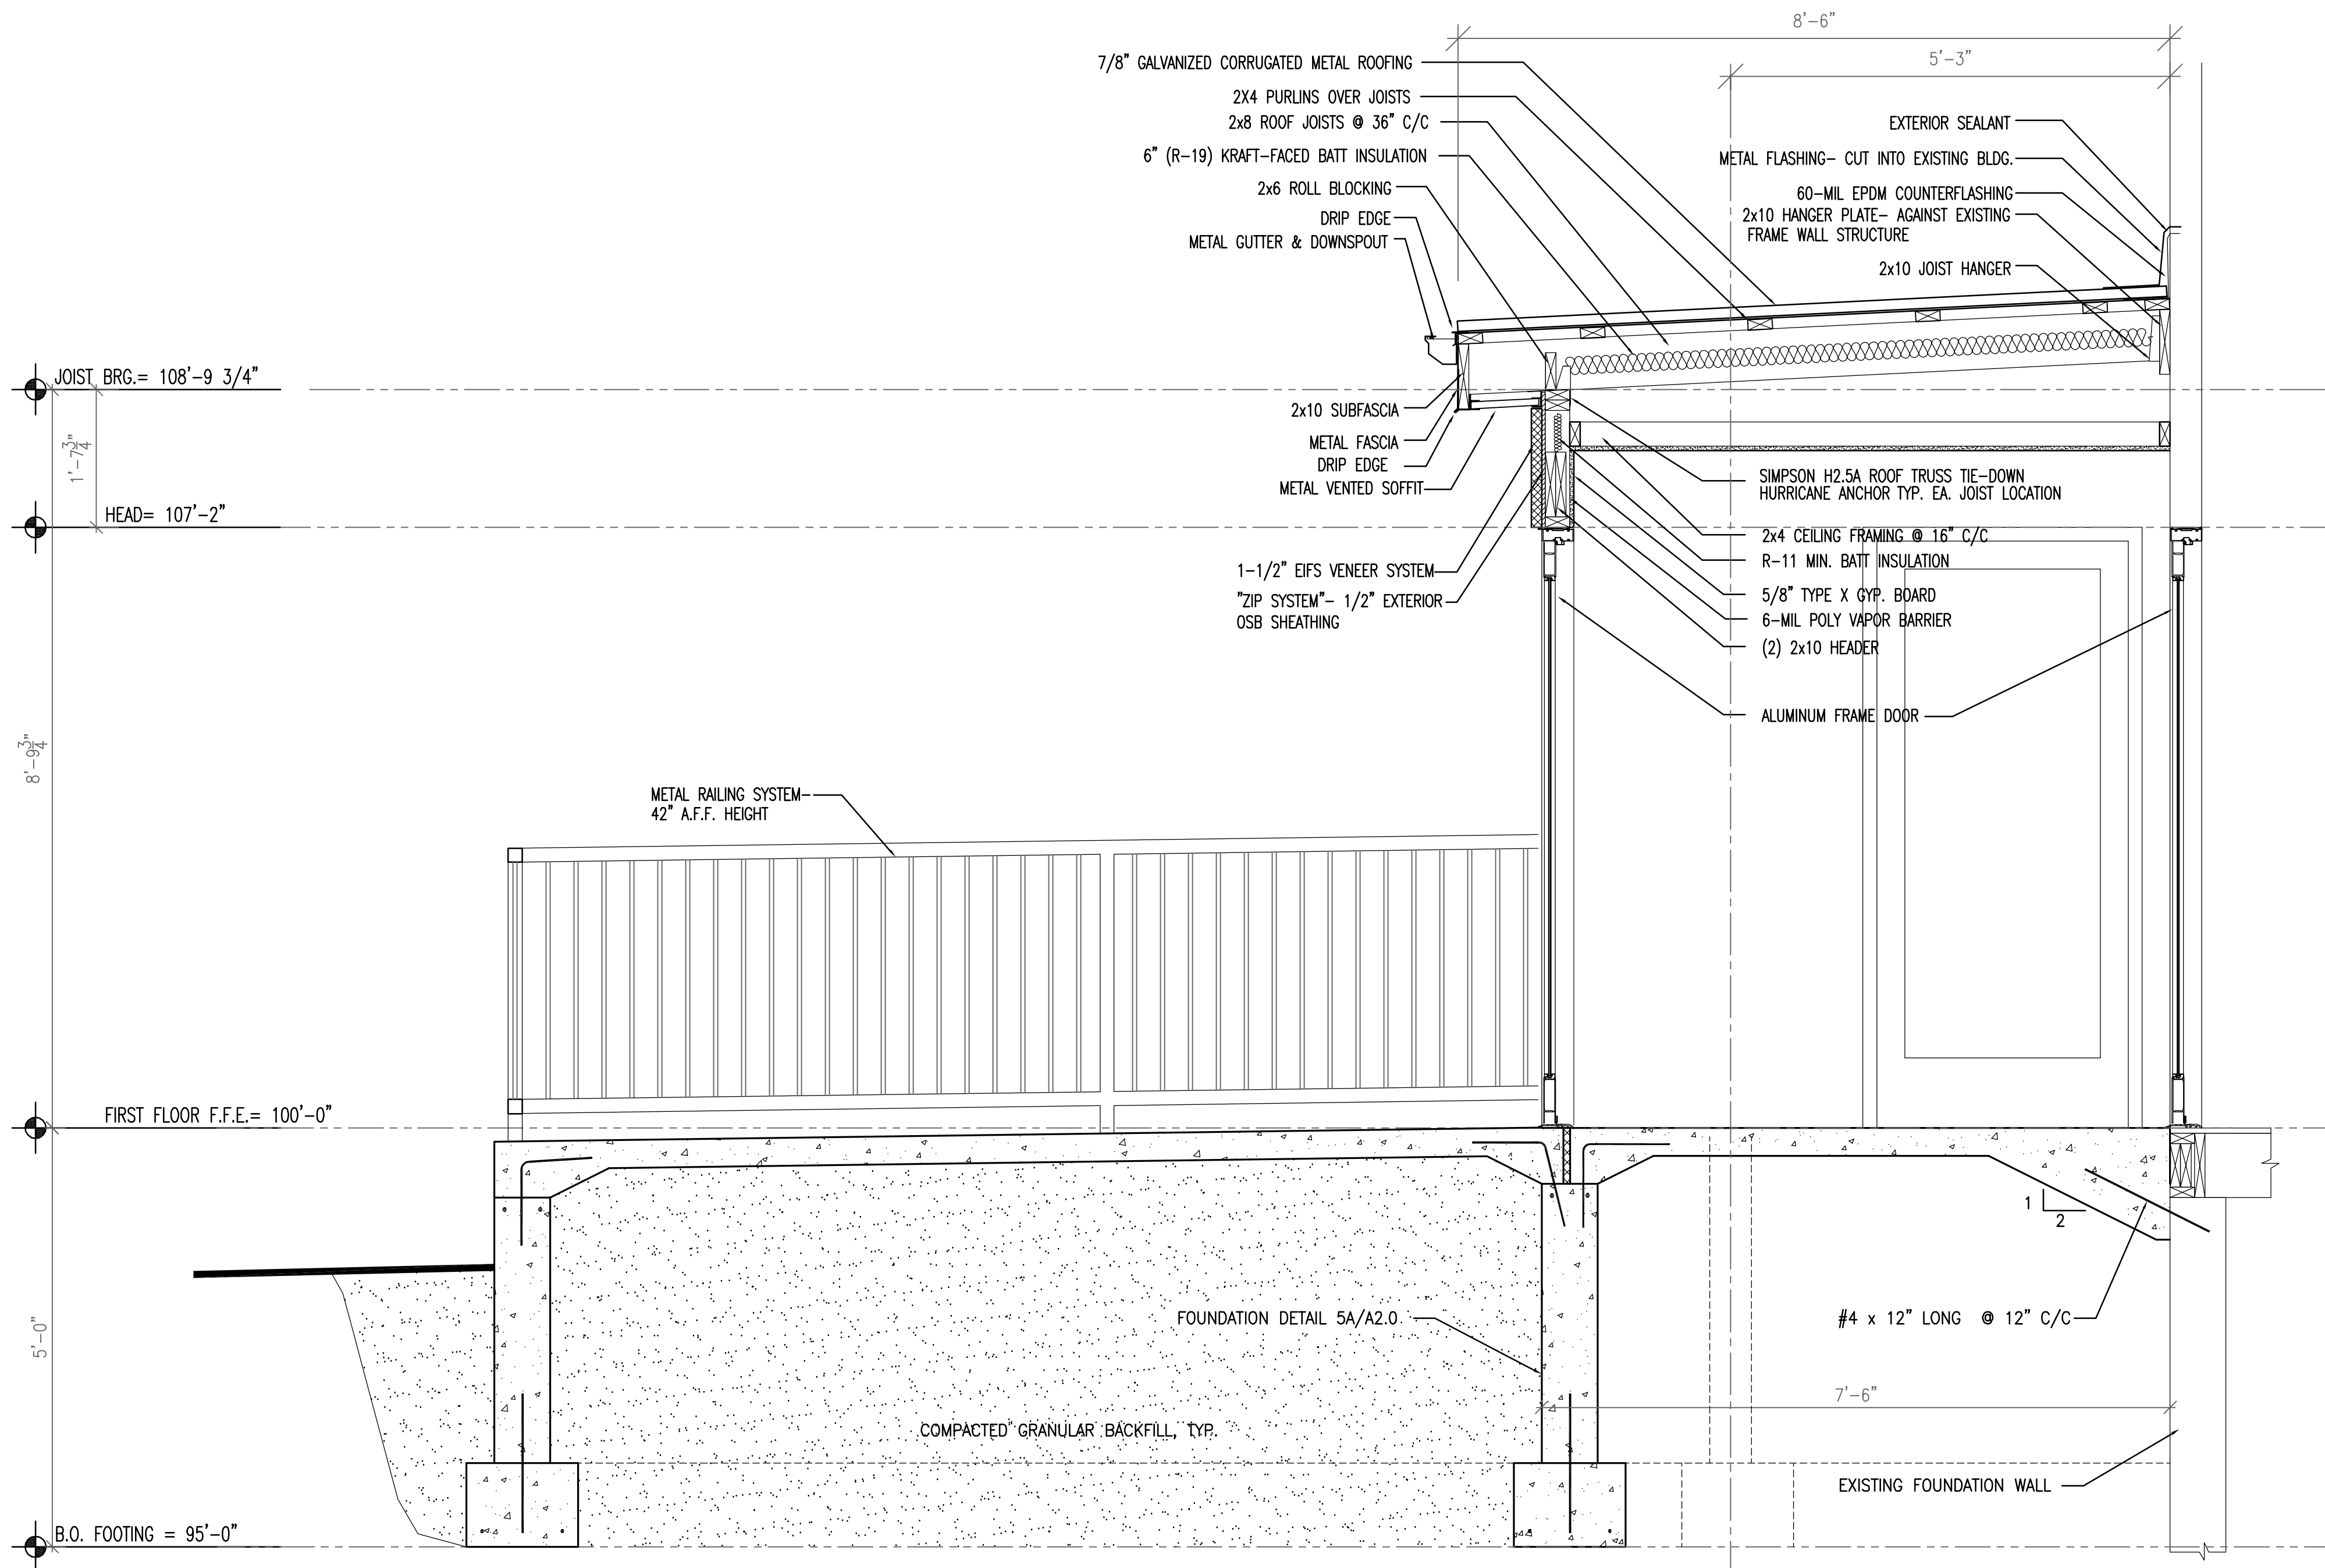 8'-6"
5'-3"
7/8" GALVANIZED CORRUGATED METAL ROOFING
2X4 PURLINS OVER JOISTS
2x8 ROOF JOISTS @ 36" C/C
6" (R-19) KRAFT-FACED BATT INSULATION
2x6 ROLL BLOCKING
DRIP EDGE
METAL GUTTER & DOWNSPOUT
EXTERIOR SEALANT
METAL FLASHING- CUT INTO EXISTING BLDG.
60-MIL EPDM COUNTERFLASHING
2x10 HANGER PLATE- AGAINST EXISTING
FRAME WALL STRUCTURE
2x10 JOIST HANGER
JOIST BRG.= 108'-9 3/4"
1'-7 3/4"
HEAD= 107'-2"
2x10 SUBFASCIA
METAL FASCIA
DRIP EDGE
METAL VENTED SOFFIT
1-1/2" EIFS VENEER SYSTEM
"ZIP SYSTEM"- 1/2" EXTERIOR
OSB SHEATHING
SIMPSON H2.5A ROOF TRUSS TIE-DOWN
HURRICANE ANCHOR TYP. EA. JOIST LOCATION
2x4 CEILING FRAMING @ 16" C/C
R-11 MIN. BATT INSULATION
5/8" TYPE X GYP. BOARD
6-MIL POLY VAPOR BARRIER
(2) 2x10 HEADER
ALUMINUM FRAME DOOR
8'-9 3/4"
METAL RAILING SYSTEM-
42" A.F.F. HEIGHT
FIRST FLOOR F.F.E.= 100'-0"
1
2
5'-0"
FOUNDATION DETAIL 5A/A2.0
#4 x 12" LONG @ 12" C/C
7'-6"
COMPACTED GRANULAR BACKFILL, TYP.
EXISTING FOUNDATION WALL
B.O. FOOTING = 95'-0"